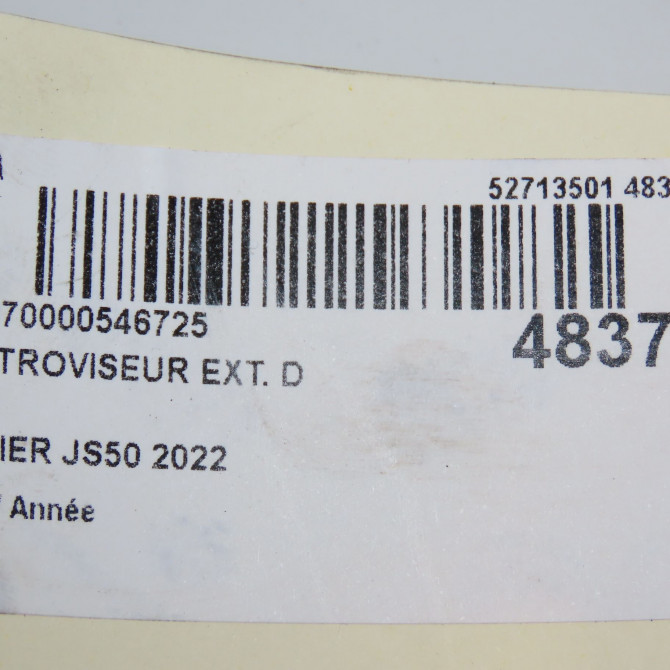 52713501 483
70000546725
4837
TROVISEUR EXT. D
IER JS50 2022
Année